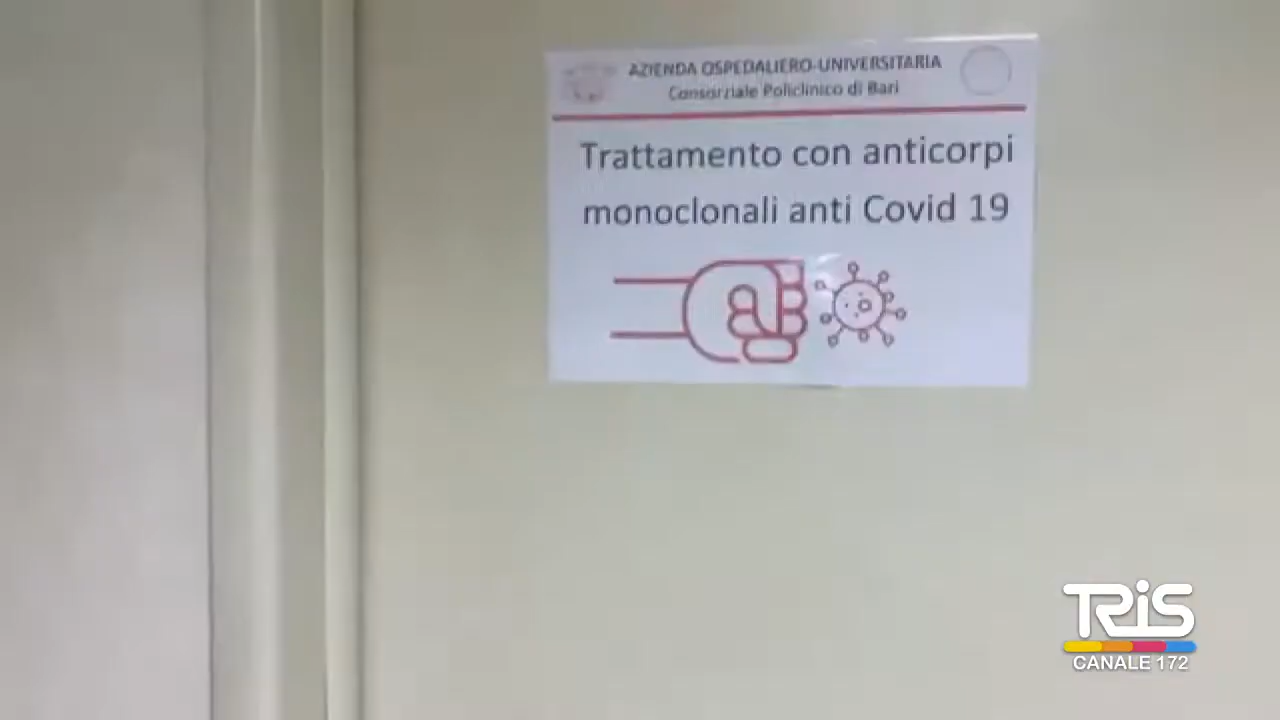 AZIENDA OSPEDALIERO-UNIVERSITARIA
Consorziale Policlinico di Bari
Trattamento con anticorpi
monoclonali anti Covid 19
TRiS
CANALE 172